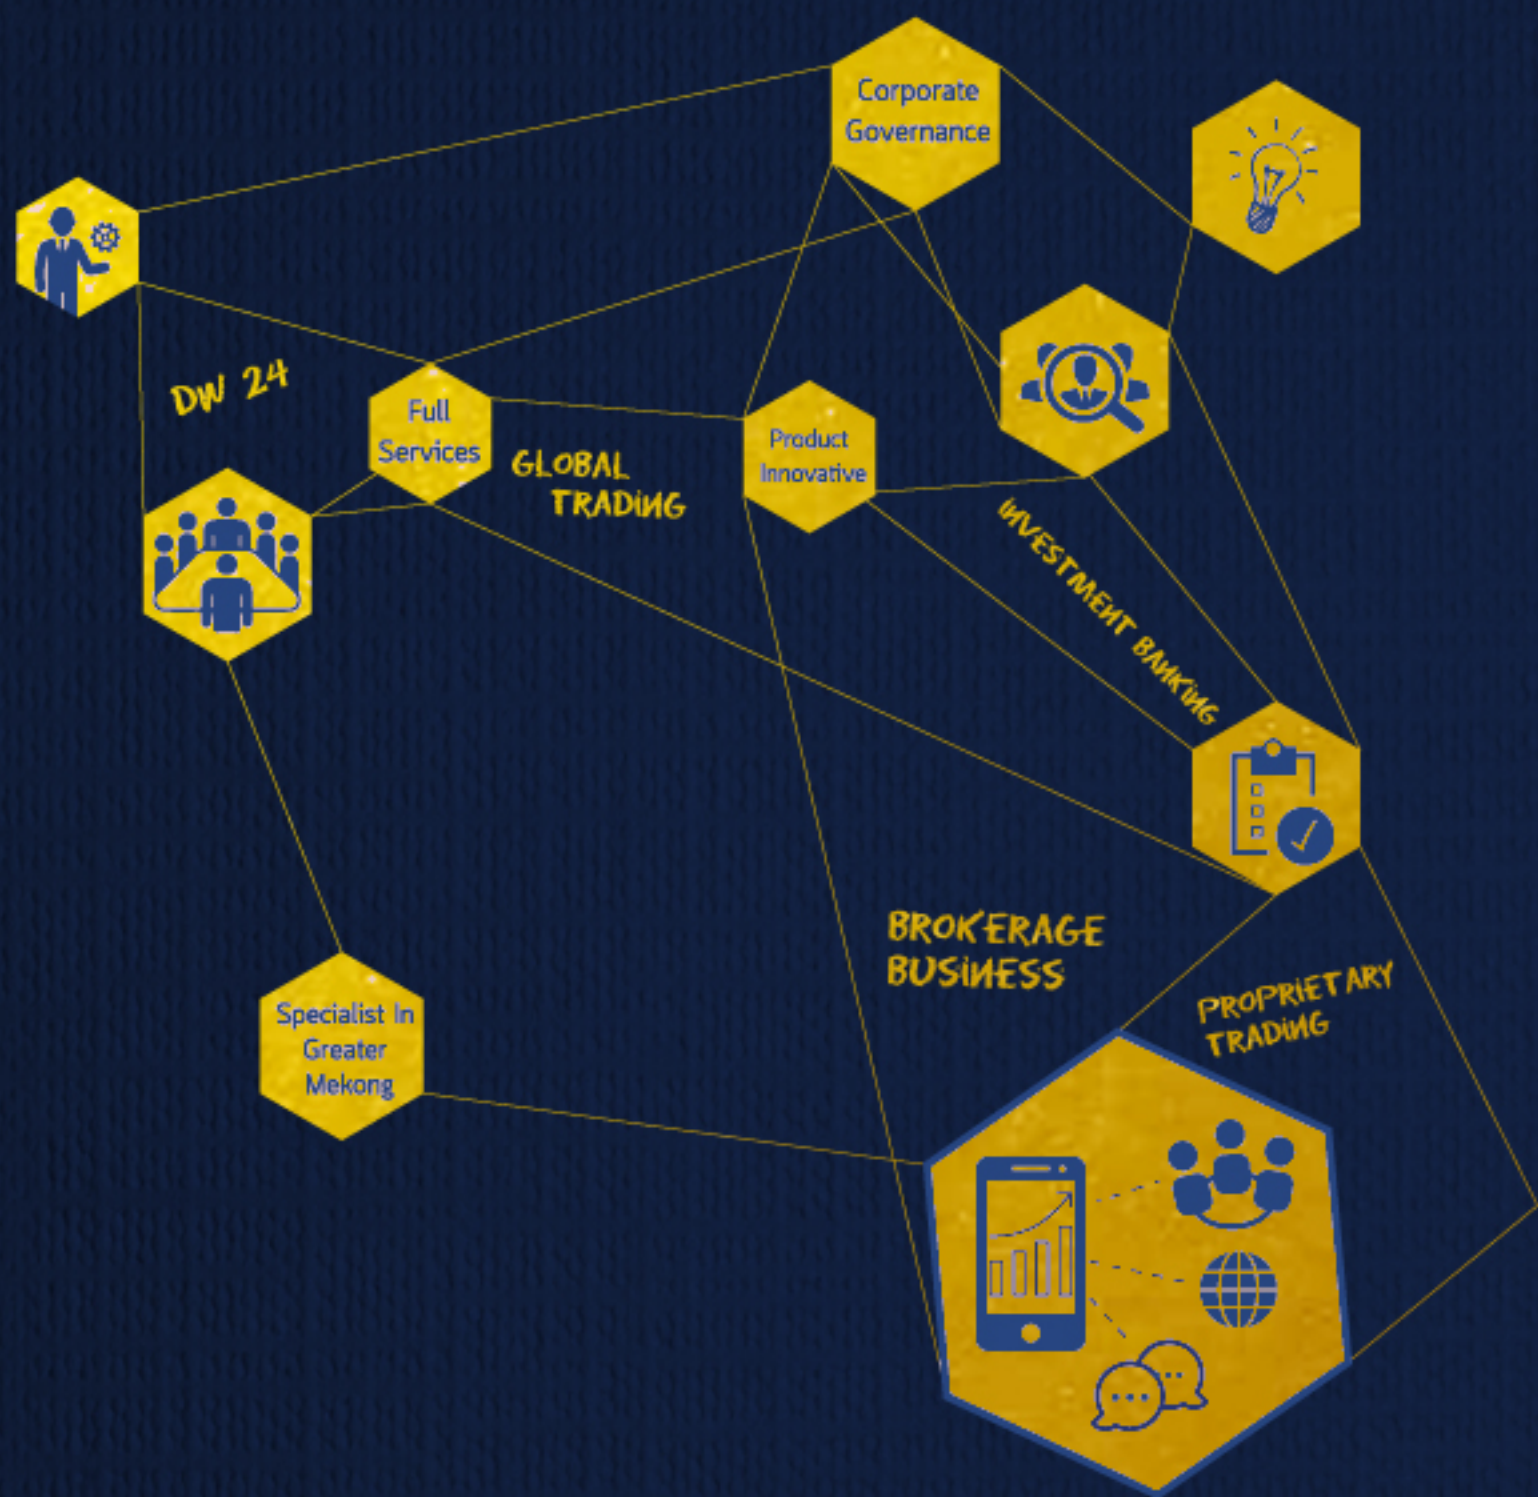 Corporate
Governance
DW 24
Full
Services
GLOBAL
TRADING
Product
Innovative
INVESTMENT BANKING
BROKERAGE
BUSINESS
PROPRIETARY
TRADING
Specialist In
Greater
Mekong